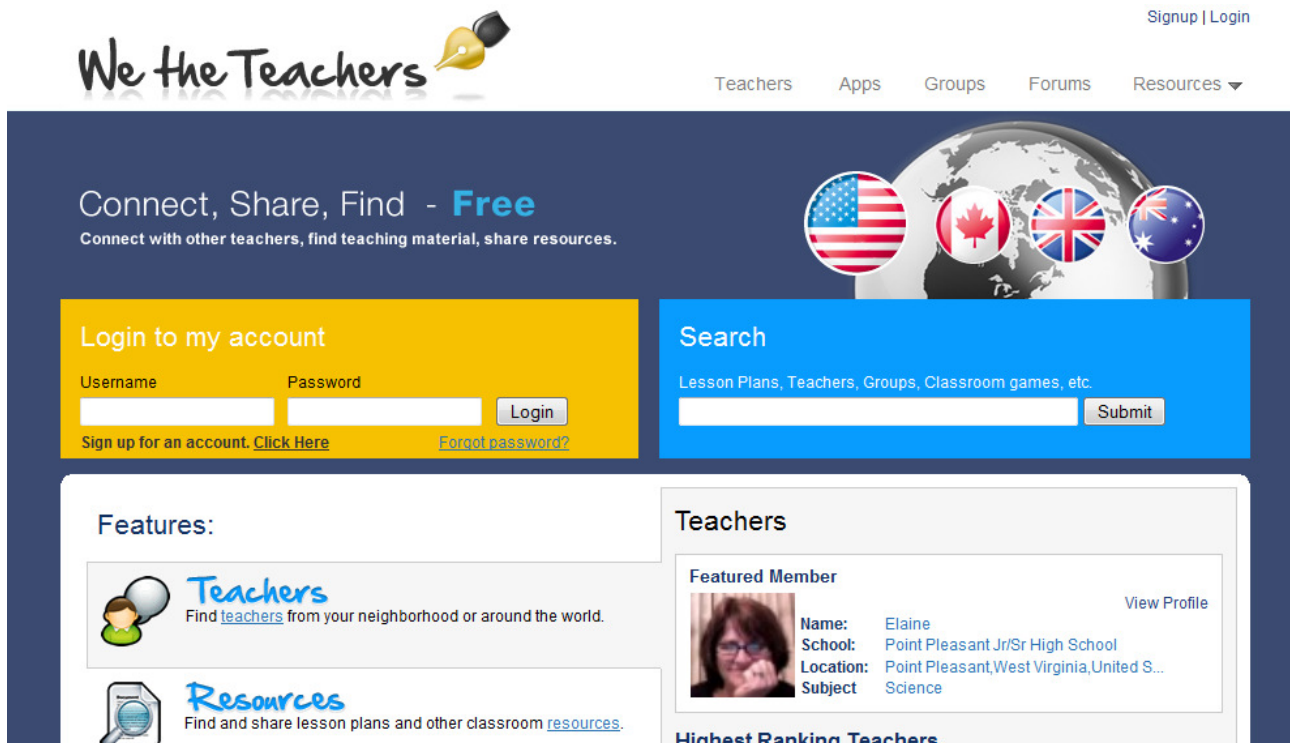 Signup | Login
We the Teachers
Teachers Apps Groups Forums Resources
Connect, Share, Find - Free
Connect with other teachers, find teaching material, share resources.
Login to my account
Username Password
Login
Sign up for an account. Click Here Forgot password?
Search
Lesson Plans, Teachers, Groups, Classroom games, etc.
Submit
Features:
Teachers
Find teachers from your neighborhood or around the world.
Resources
Find and share lesson plans and other classroom resources.
Teachers
Featured Member
View Profile
Name: Elaine
School: Point Pleasant Jr/Sr High School
Location: Point Pleasant,West Virginia,United S...
Subject Science
Highest Ranking Teachers